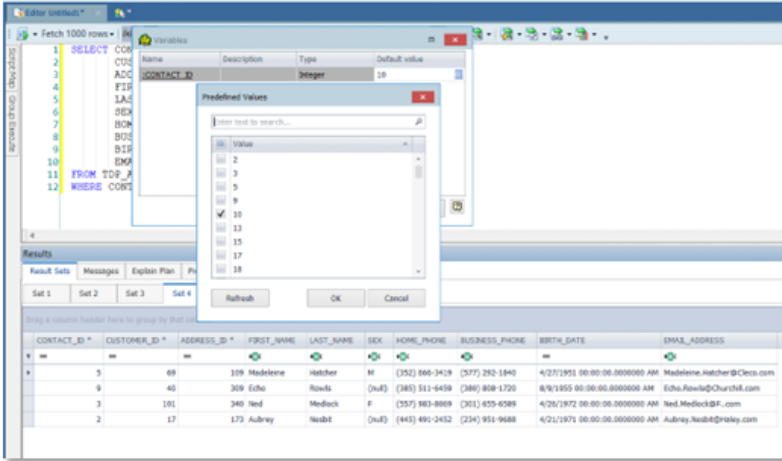 Editor Untitled1*
Fetch 1000 rows
Variables
Name Description Type Default value
:CONTACT_ID Integer 10
Script Map
Group Execute
1 SELECT CON
2 CUS
3 ADD
4 FIR
5 LAS
6 SEX
7 HOM
8 BUS
9 BIR
10 EMA
11 FROM TDP_A
12 WHERE CONT
Predefined Values
Enter text to search...
Value
2
3
5
9
10
13
15
17
18
Refresh OK Cancel
Results
Result Sets Messages Explain Plan
Set 1 Set 2 Set 3 Set 4
Drag a column header here to group by that col
CONTACT_ID * CUSTOMER_ID * ADDRESS_ID * FIRST_NAME LAST_NAME SEX HOME_PHONE BUSINESS_PHONE BIRTH_DATE EMAIL_ADDRESS
5 69 109 Madeleine Hatcher M (352) 866-3419 (577) 292-1840 4/27/1951 00:00:00.0000000 AM Madeleine.Hatcher@Cleco.com
9 40 309 Echo Rowls (null) (385) 511-6459 (380) 808-1720 8/9/1955 00:00:00.0000000 AM Echo.Rowls@Churchill.com
3 101 340 Ned Medlock F (557) 983-8069 (301) 655-6589 4/26/1972 00:00:00.0000000 AM Ned.Medlock@F..com
2 17 173 Aubrey Nesbit (null) (445) 491-2452 (234) 951-9688 4/21/1971 00:00:00.0000000 AM Aubrey.Nesbit@Haley.com